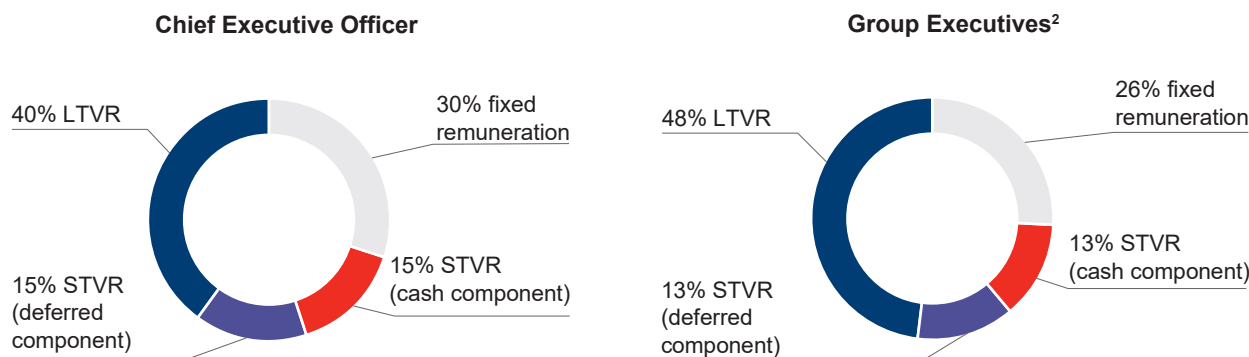 Chief Executive Officer
40% LTVR
30% fixed
remuneration
15% STVR
(cash component)
15% STVR
(deferred
component)
Group Executives²
48% LTVR
26% fixed
remuneration
13% STVR
(cash component)
13% STVR
(deferred
component)